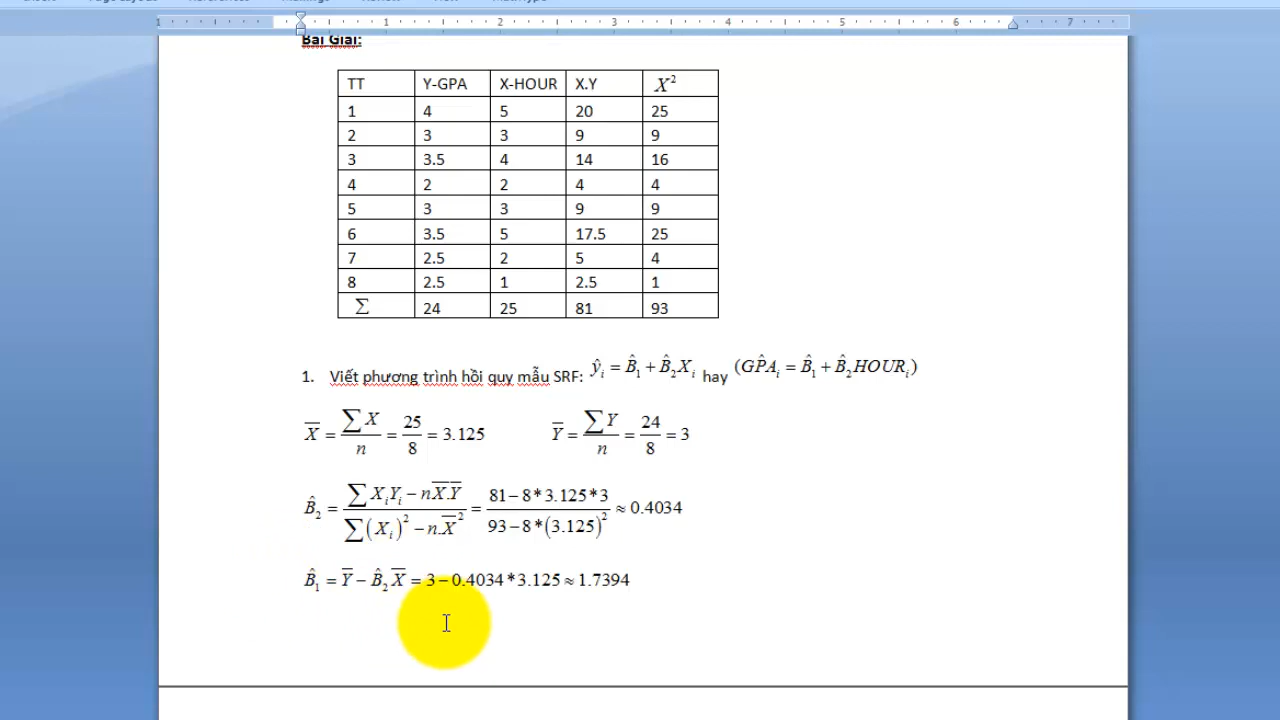 Bài Giải:
TT Y-GPA X-HOUR X.Y X²
1 4 5 20 25
2 3 3 9 9
3 3.5 4 14 16
4 2 2 4 4
5 3 3 9 9
6 3.5 5 17.5 25
7 2.5 2 5 4
8 2.5 1 2.5 1
∑ 24 25 81 93
1. Viết phương trình hồi quy mẫu SRF: ŷᵢ = B̂₁ + B̂₂Xᵢ hay (GP̂Aᵢ = B̂₁ + B̂₂HOURᵢ)
X̅ = ∑X / n = 25 / 8 = 3.125 Y̅ = ∑Y / n = 24 / 8 = 3
B̂₂ = (∑XᵢYᵢ − nX̅.Y̅) / (∑(Xᵢ)² − n.X̅²) = (81 − 8*3.125*3) / (93 − 8*(3.125)²) ≈ 0.4034
B̂₁ = Y̅ − B̂₂X̅ = 3 − 0.4034*3.125 ≈ 1.7394